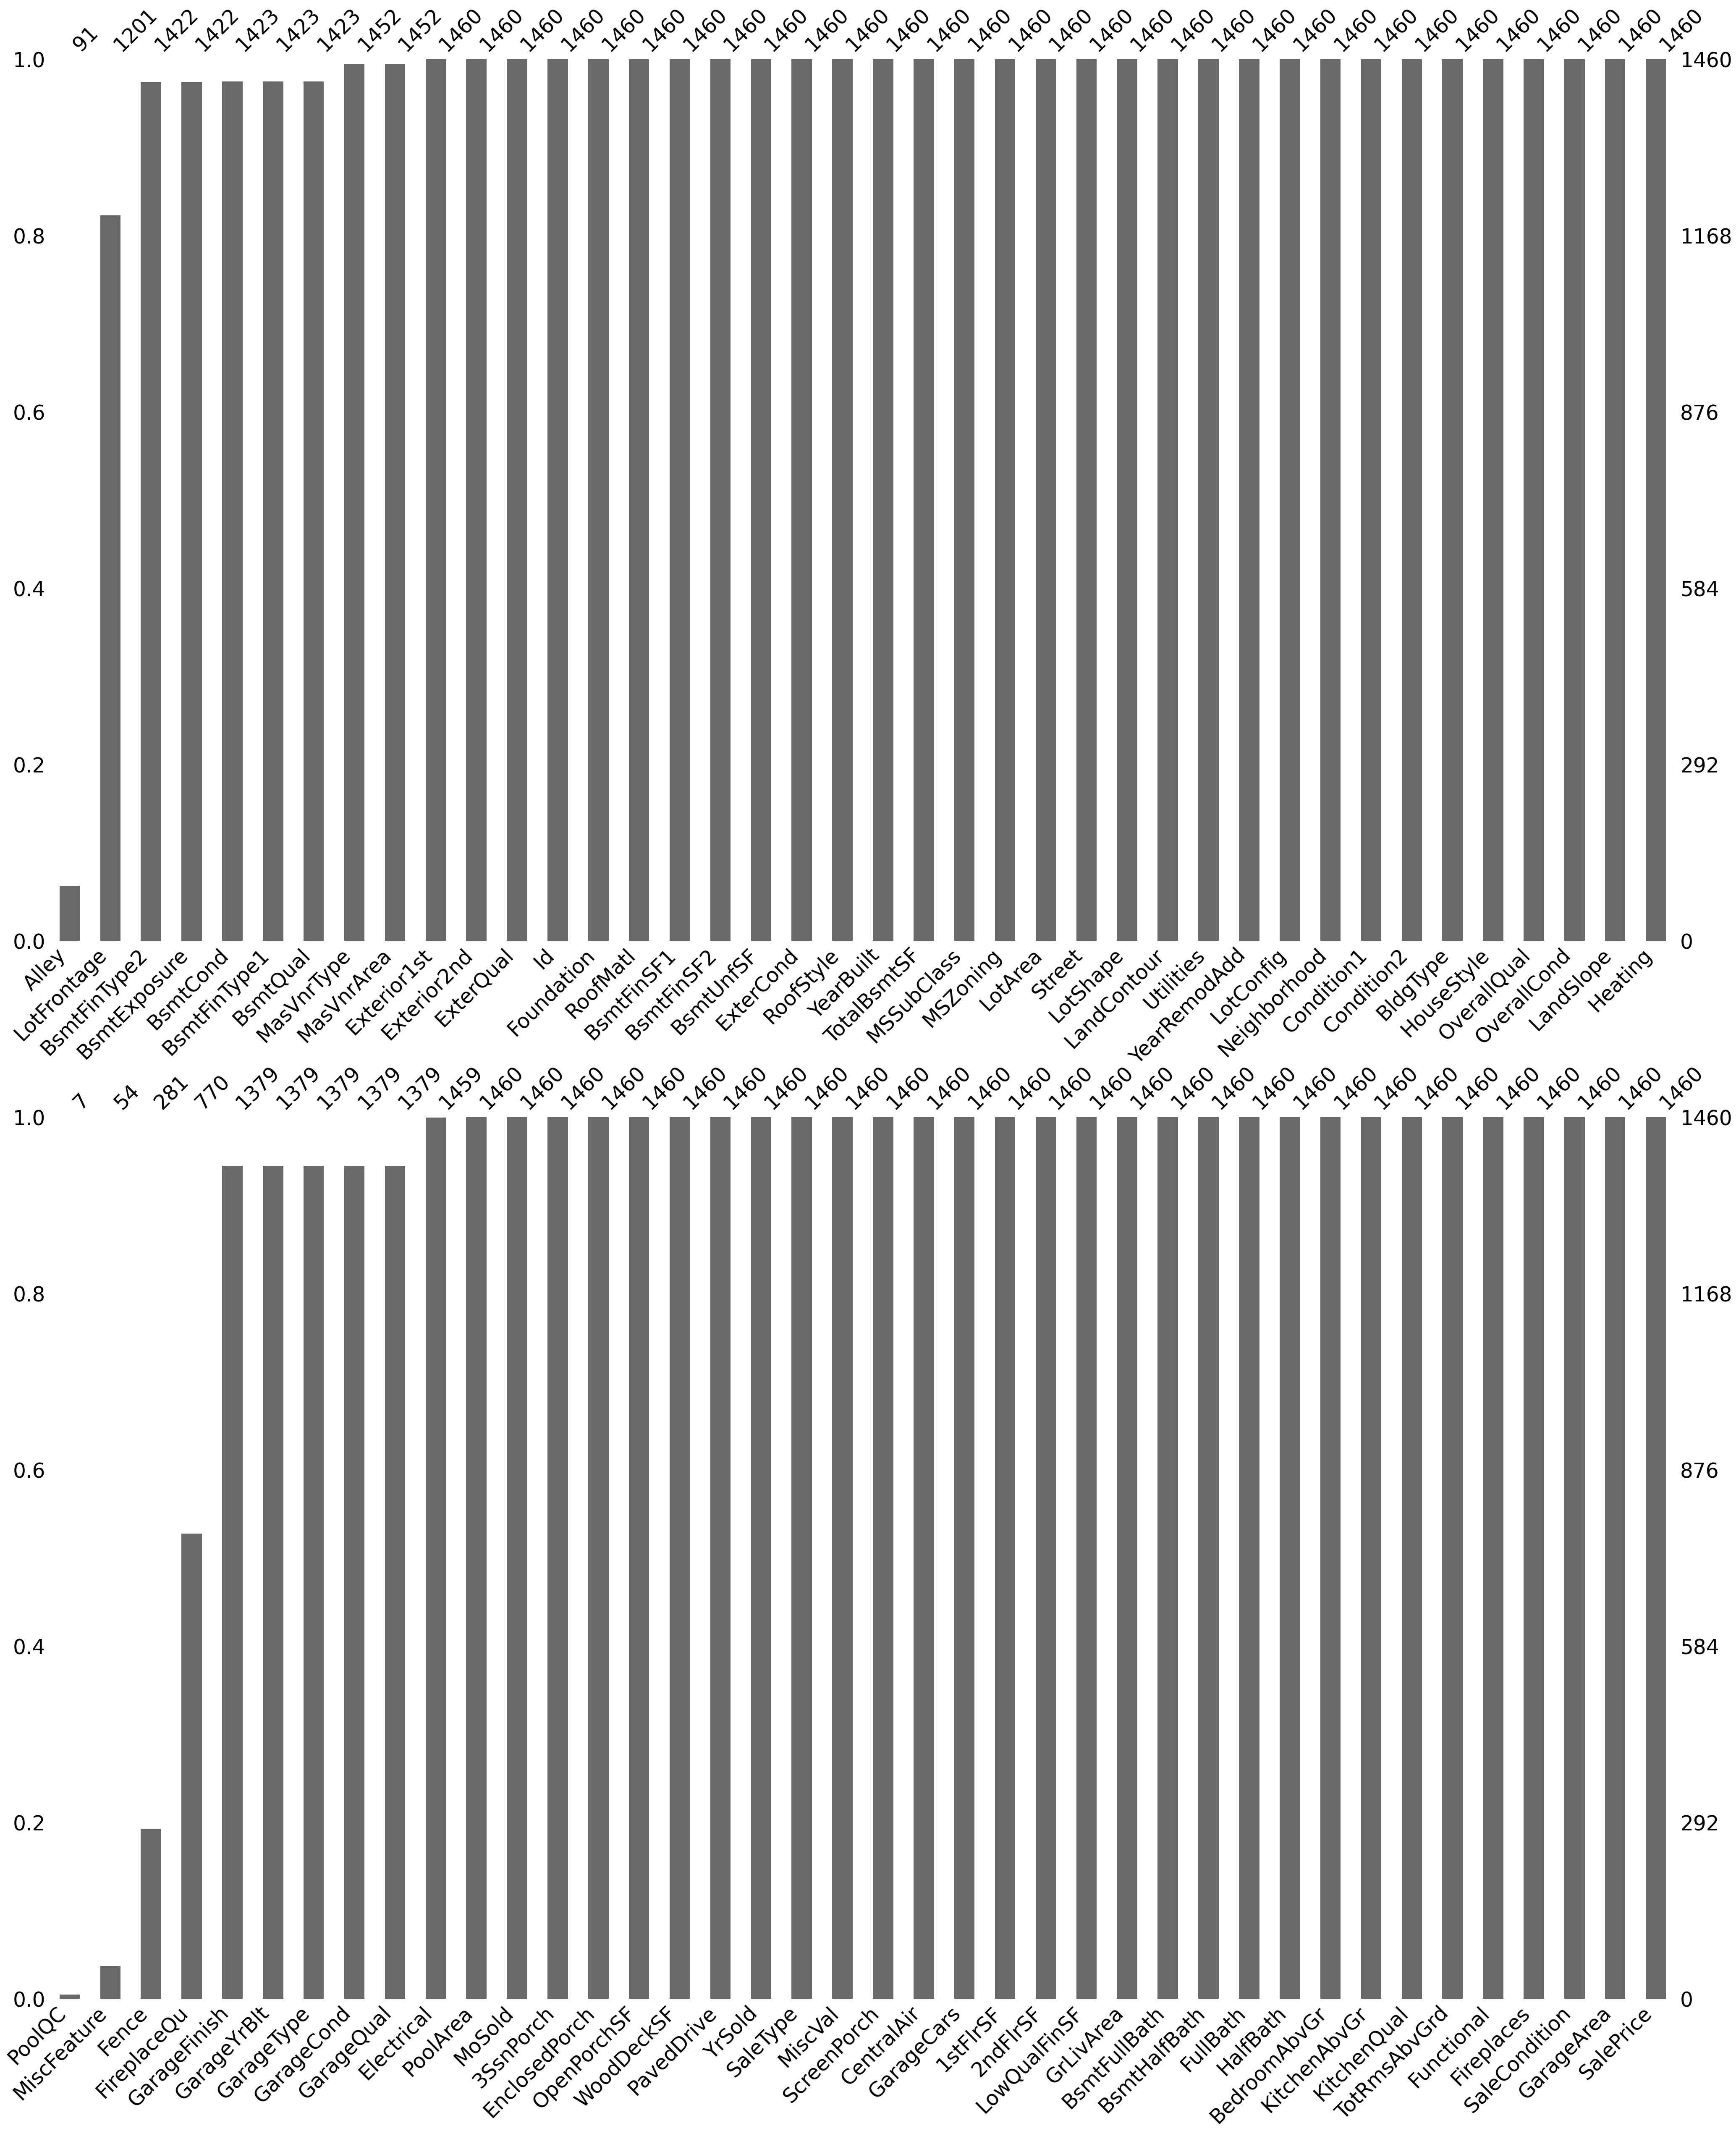 91 1201 1422 1422 1423 1423 1423 1452 1452 1460 1460 1460 1460 1460 1460 1460 1460 1460 1460 1460 1460 1460 1460 1460 1460 1460 1460 1460 1460 1460 1460 1460 1460 1460 1460 1460 1460 1460 1460 1460
1.0 1460
0.8 1168
0.6 876
0.4 584
0.2 292
0.0 0
Alley
LotFrontage
BsmtFinType2
BsmtExposure
BsmtCond
BsmtFinType1
BsmtQual
MasVnrType
MasVnrArea
Exterior1st
Exterior2nd
ExterQual
Id
Foundation
RoofMatl
BsmtFinSF1
BsmtFinSF2
BsmtUnfSF
ExterCond
RoofStyle
YearBuilt
TotalBsmtSF
MSSubClass
MSZoning
LotArea
Street
LotShape
LandContour
Utilities
YearRemodAdd
LotConfig
Neighborhood
Condition1
Condition2
BldgType
HouseStyle
OverallQual
OverallCond
LandSlope
Heating
7 54 281 770 1379 1379 1379 1379 1379 1459 1460 1460 1460 1460 1460 1460 1460 1460 1460 1460 1460 1460 1460 1460 1460 1460 1460 1460 1460 1460 1460 1460 1460 1460 1460 1460 1460 1460 1460 1460
1.0 1460
0.8 1168
0.6 876
0.4 584
0.2 292
0.0 0
PoolQC
MiscFeature
Fence
FireplaceQu
GarageFinish
GarageYrBlt
GarageType
GarageCond
GarageQual
Electrical
PoolArea
MoSold
3SsnPorch
EnclosedPorch
OpenPorchSF
WoodDeckSF
PavedDrive
YrSold
SaleType
MiscVal
ScreenPorch
CentralAir
GarageCars
1stFlrSF
2ndFlrSF
LowQualFinSF
GrLivArea
BsmtFullBath
BsmtHalfBath
FullBath
HalfBath
BedroomAbvGr
KitchenAbvGr
KitchenQual
TotRmsAbvGrd
Functional
Fireplaces
SaleCondition
GarageArea
SalePrice